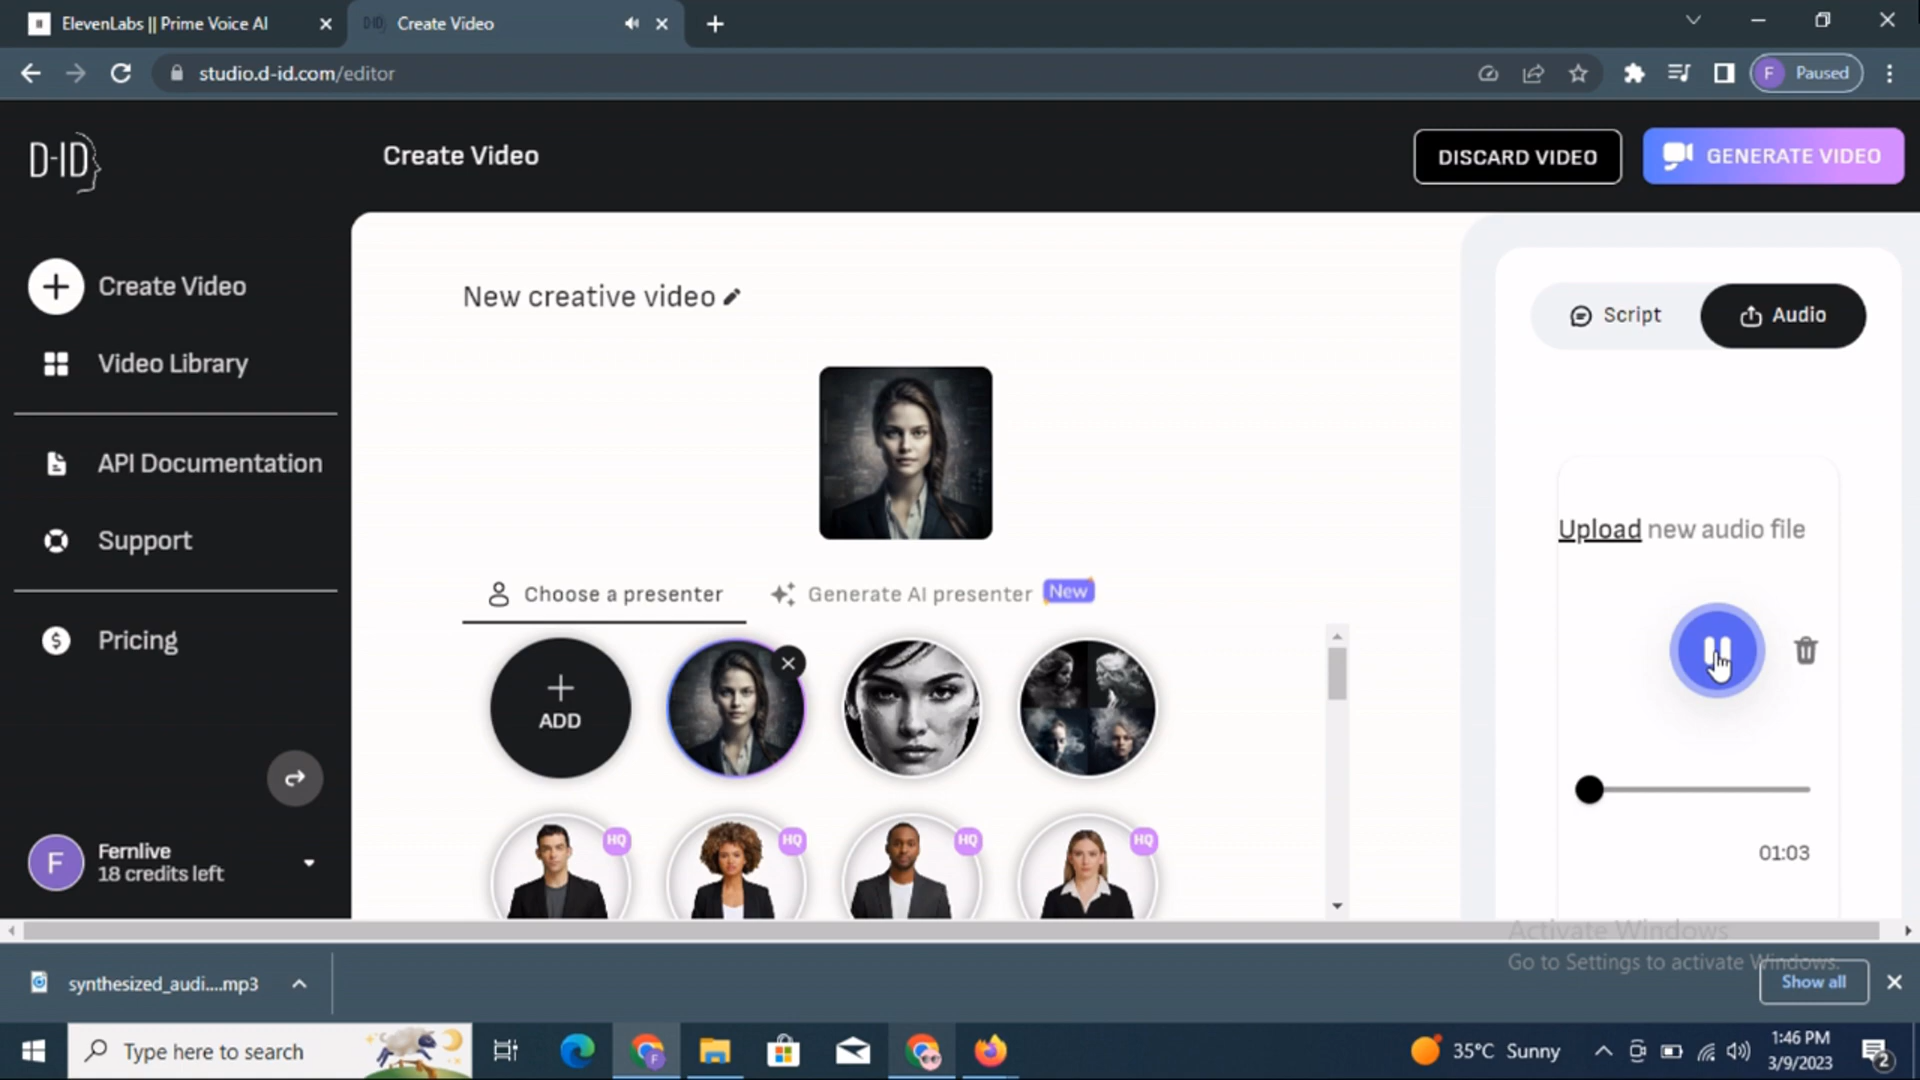 ElevenLabs || Prime Voice AI
Create Video
studio.d-id.com/editor
F Paused
D-ID
Create Video
DISCARD VIDEO
GENERATE VIDEO
Create Video
Video Library
API Documentation
Support
Pricing
F
Fernlive
18 credits left
New creative video
Choose a presenter
Generate AI presenter
New
ADD
HQ
HQ
HQ
HQ
Script
Audio
Upload new audio file
01:03
Activate Windows
Go to Settings to activate Windows.
synthesized_audi....mp3
Show all
Type here to search
35°C Sunny
1:46 PM
3/9/2023
2